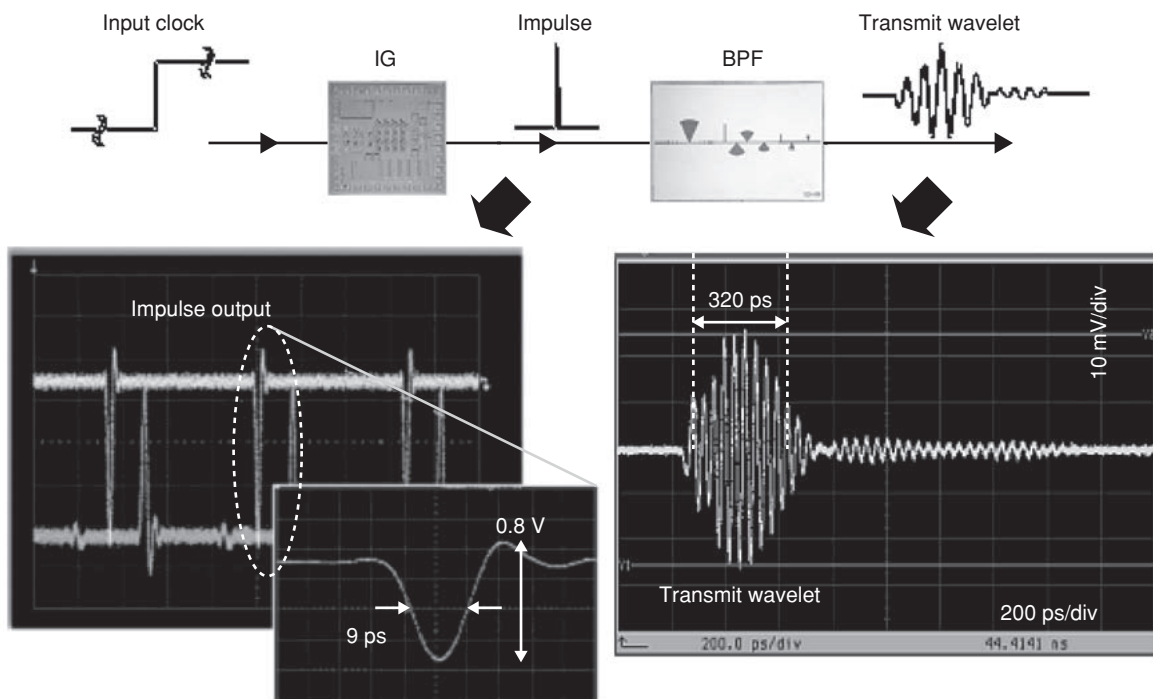 Input clock
IG
Impulse
BPF
Transmit wavelet
Impulse output
0.8 V
9 ps
320 ps
10 mV/div
Transmit wavelet
200 ps/div
200.0 ps/div 44.4141 ns